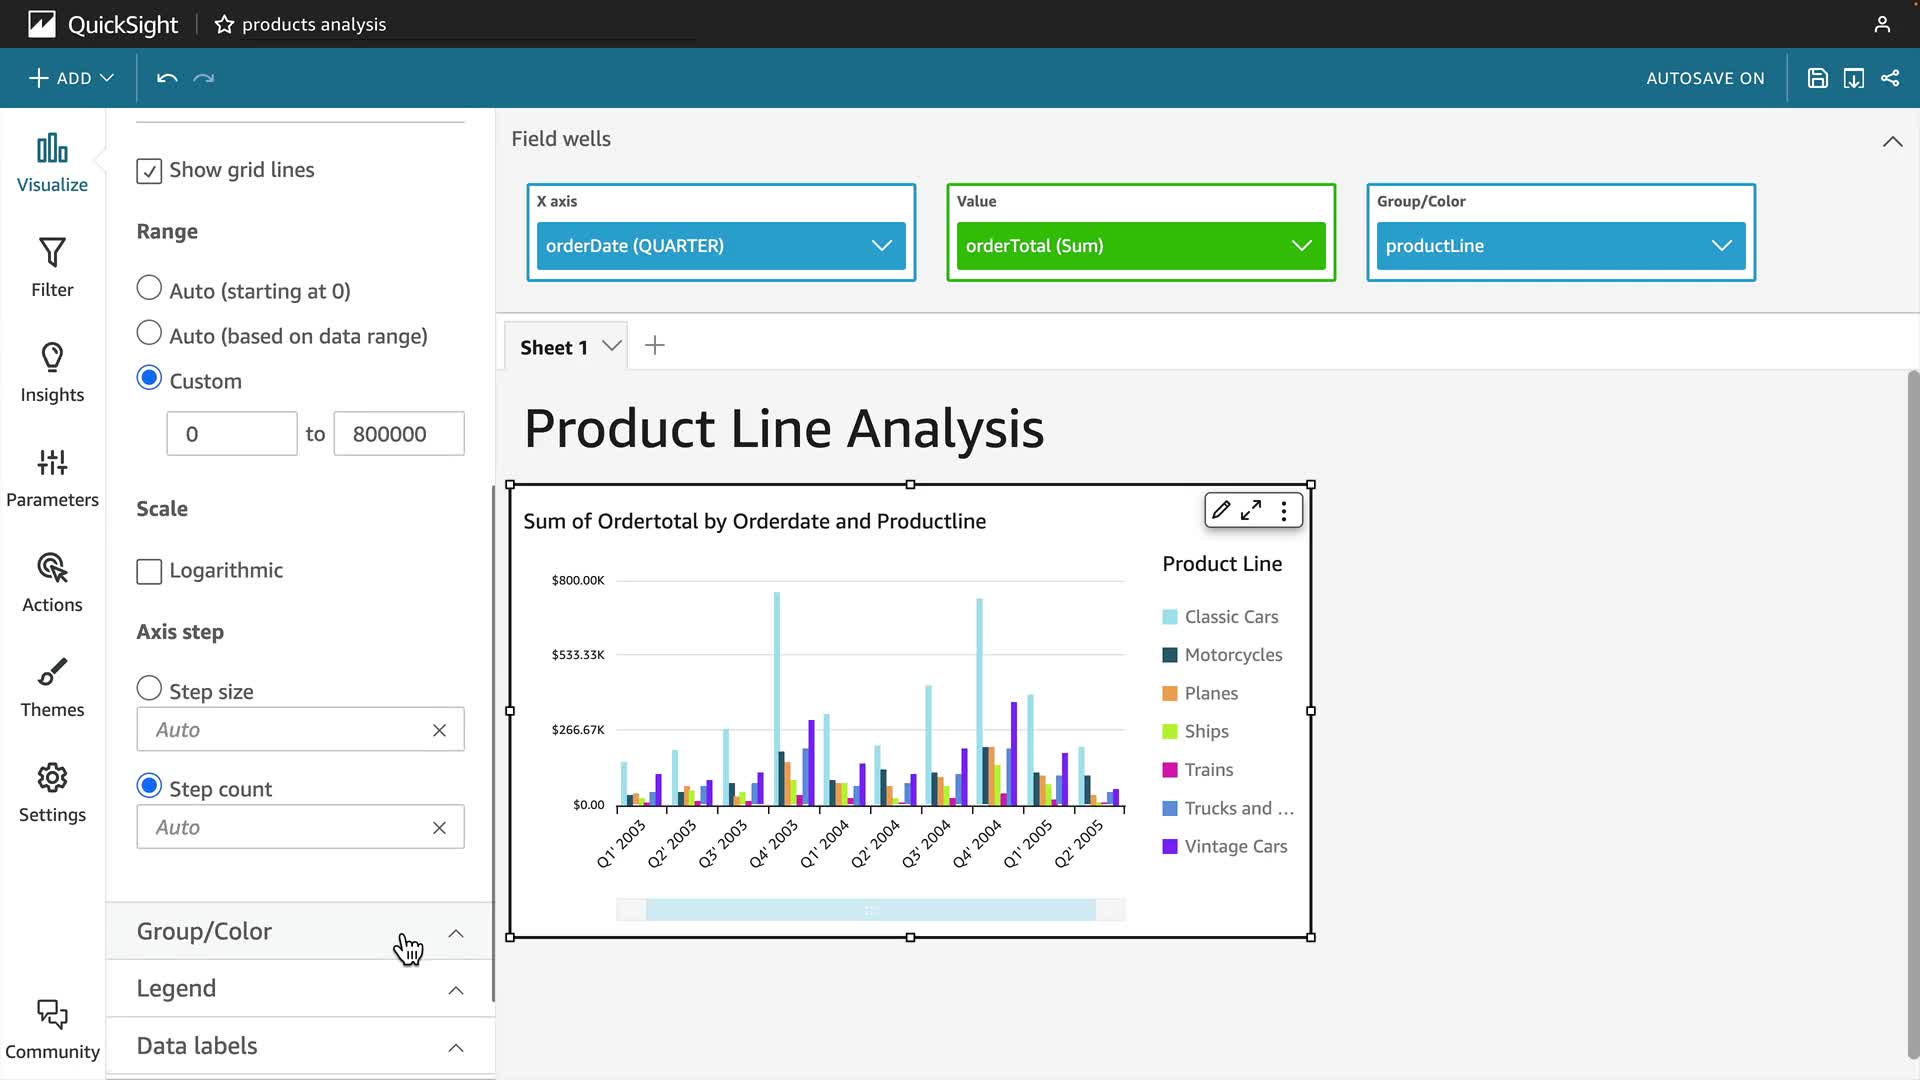 QuickSight
products analysis
ADD
AUTOSAVE ON
Visualize
Filter
Insights
Parameters
Actions
Themes
Settings
Community
Show grid lines
Range
Auto (starting at 0)
Auto (based on data range)
Custom
0 to 800000
Scale
Logarithmic
Axis step
Step size
Auto
Step count
Auto
Group/Color
Legend
Data labels
Field wells
X axis
orderDate (QUARTER)
Value
orderTotal (Sum)
Group/Color
productLine
Sheet 1
Product Line Analysis
Sum of Ordertotal by Orderdate and Productline
$800.00K
$533.33K
$266.67K
$0.00
Q1' 2003
Q2' 2003
Q3' 2003
Q4' 2003
Q1' 2004
Q2' 2004
Q3' 2004
Q4' 2004
Q1' 2005
Q2' 2005
Product Line
Classic Cars
Motorcycles
Planes
Ships
Trains
Trucks and ...
Vintage Cars